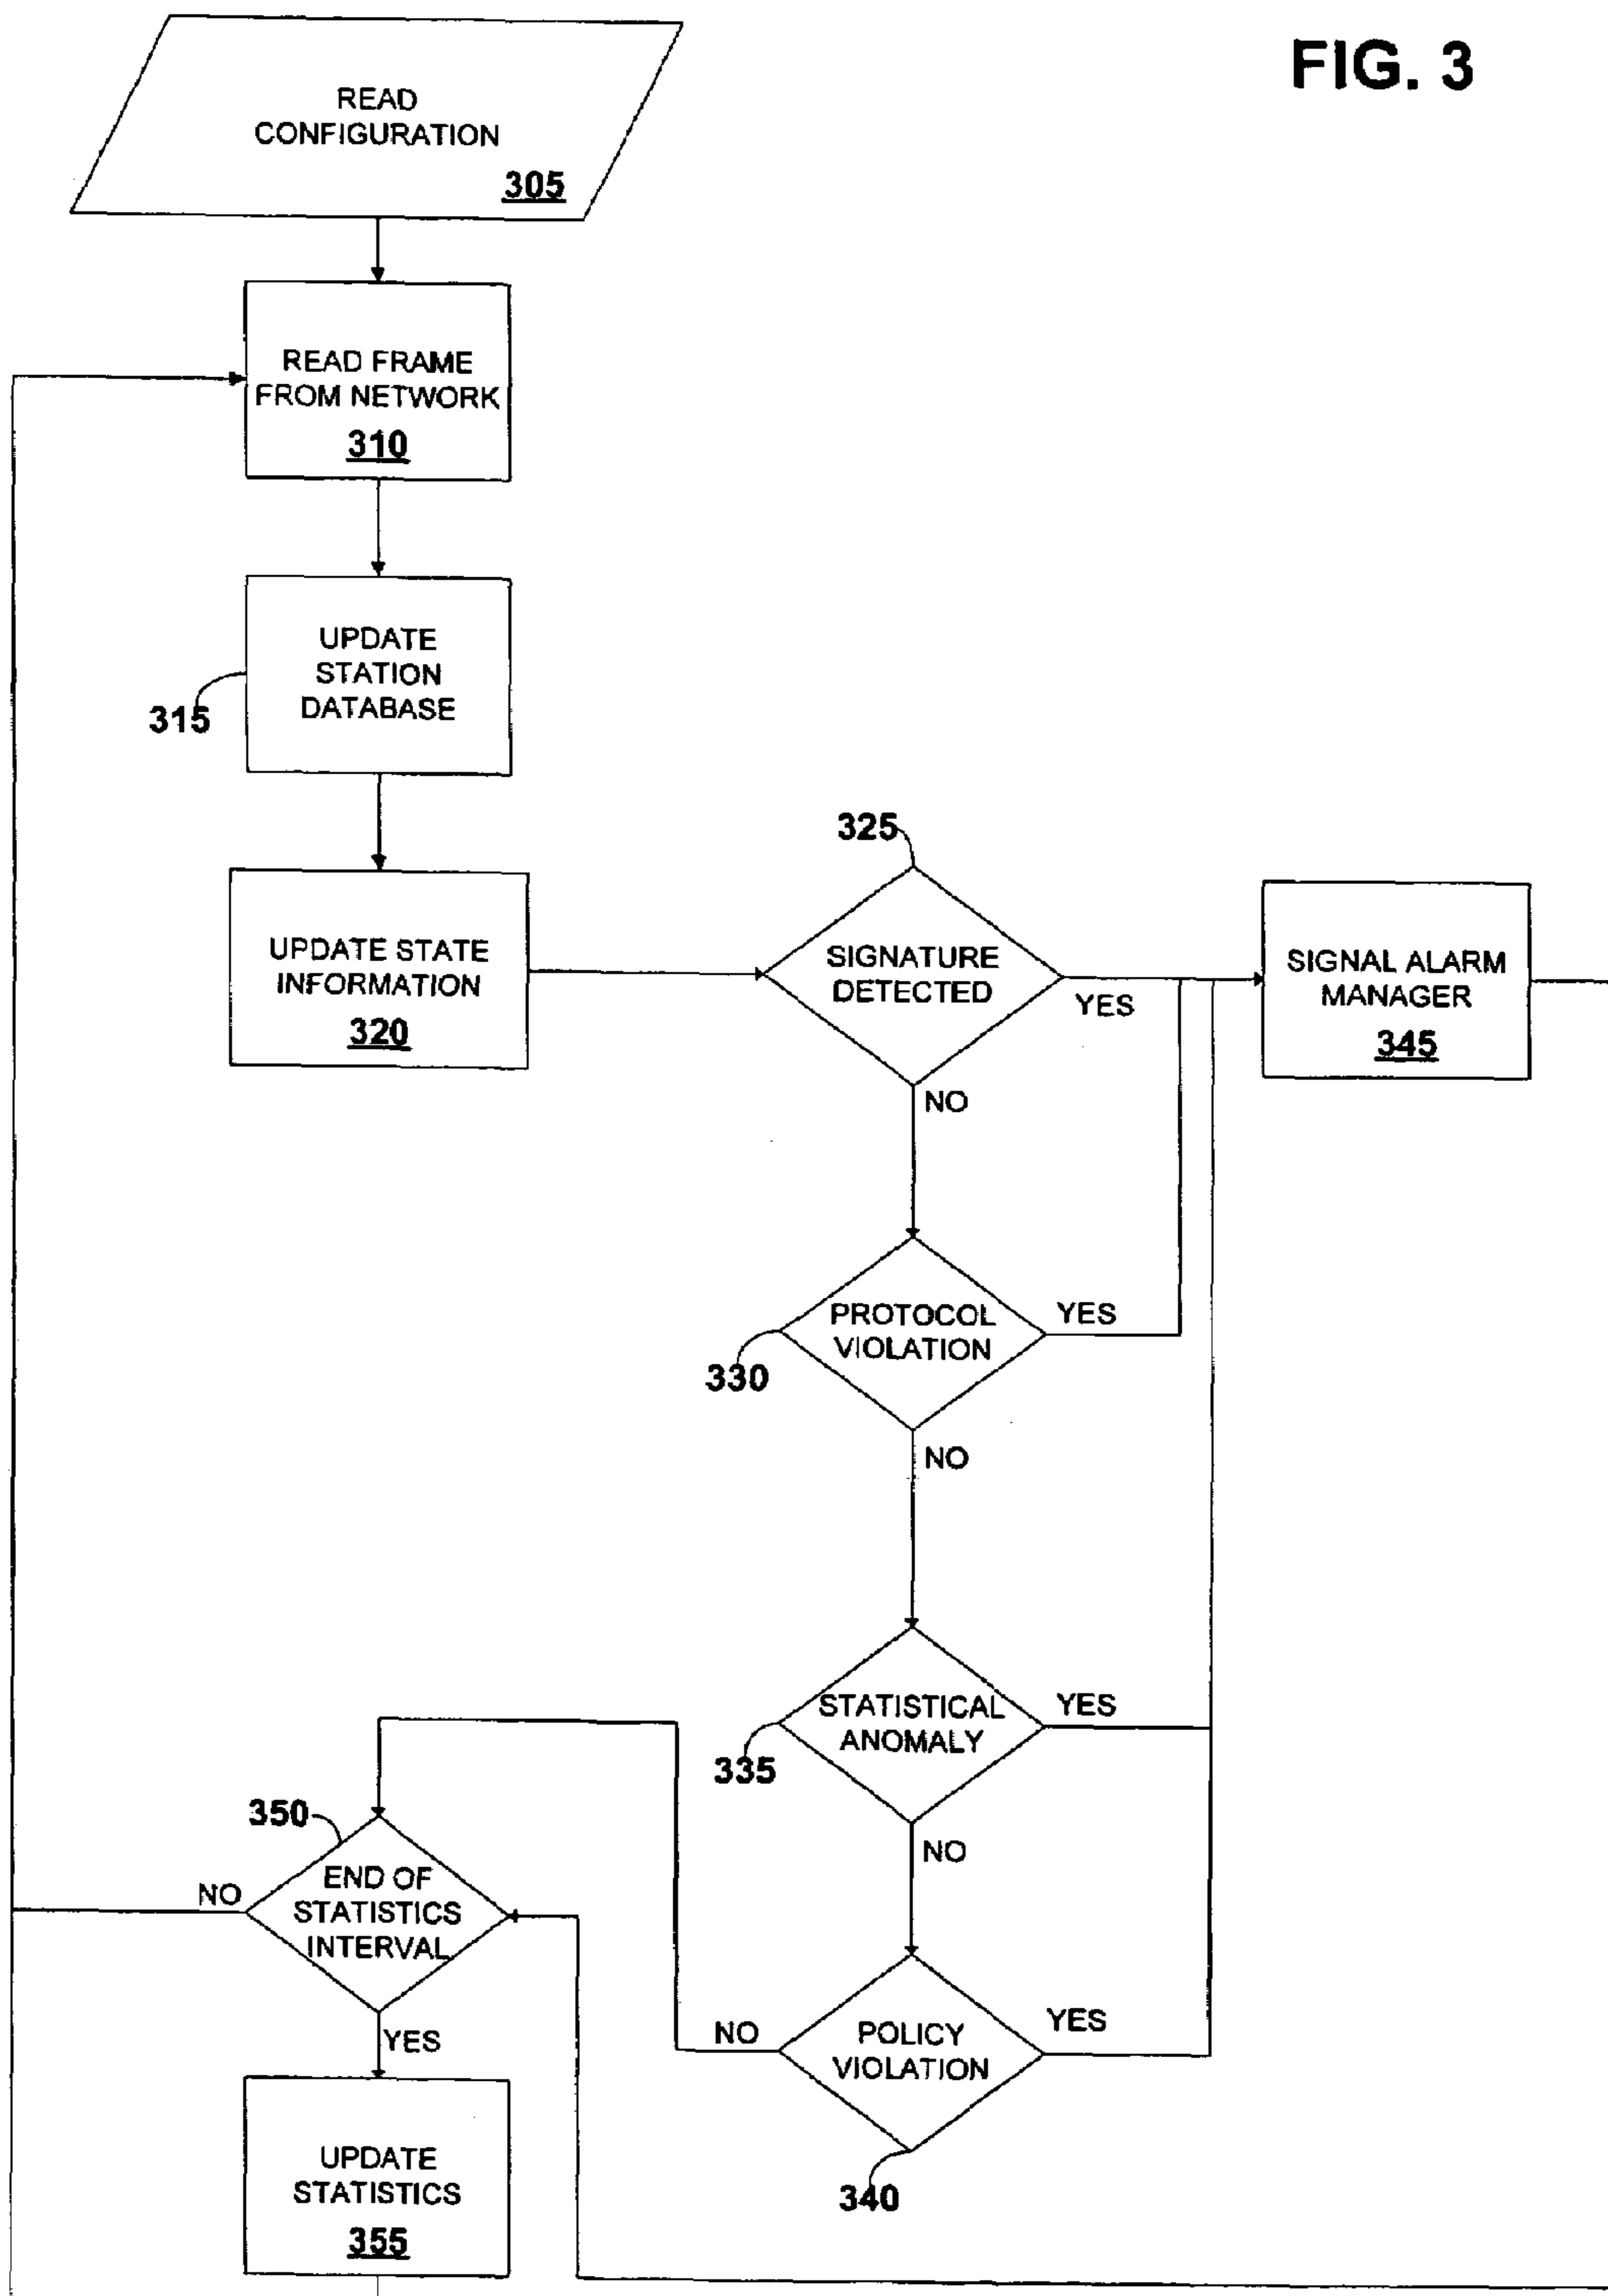 FIG. 3
READ
CONFIGURATION
305
READ FRAME
FROM NETWORK
310
UPDATE
STATION
DATABASE
315
UPDATE STATE
INFORMATION
320
325
SIGNATURE
DETECTED
YES
NO
SIGNAL ALARM
MANAGER
345
PROTOCOL
VIOLATION
YES
330
NO
STATISTICAL
ANOMALY
YES
335
NO
350
END OF
STATISTICS
INTERVAL
NO
YES
POLICY
VIOLATION
NO
YES
340
UPDATE
STATISTICS
355